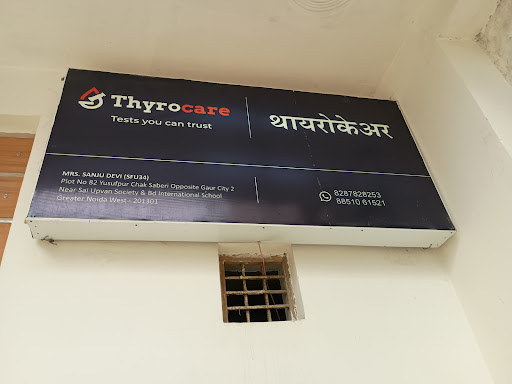 Thyrocare
Tests you can trust
थायरोकेअर
MRS. SANJU DEVI (SFU34)
Plot No 82 Yusufpur Chak Saberi Opposite Gaur City 2
Near Sai Upvan Society & Bd International School
Greater Noida West - 201301
8287828253
88510 61521